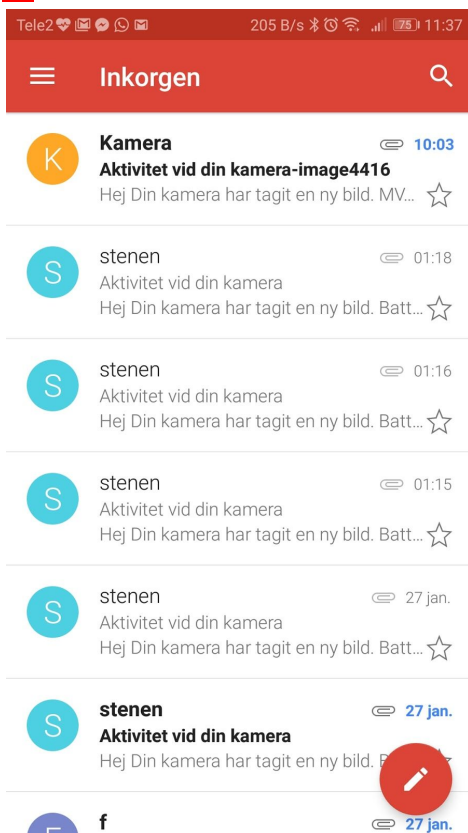 Tele2 205 B/s 75 11:37
Inkorgen
K Kamera 10:03
Aktivitet vid din kamera-image4416
Hej Din kamera har tagit en ny bild. MV...
S stenen 01:18
Aktivitet vid din kamera
Hej Din kamera har tagit en ny bild. Batt...
S stenen 01:16
Aktivitet vid din kamera
Hej Din kamera har tagit en ny bild. Batt...
S stenen 01:15
Aktivitet vid din kamera
Hej Din kamera har tagit en ny bild. Batt...
S stenen 27 jan.
Aktivitet vid din kamera
Hej Din kamera har tagit en ny bild. Batt...
S stenen 27 jan.
Aktivitet vid din kamera
Hej Din kamera har tagit en ny bild.
f 27 jan.